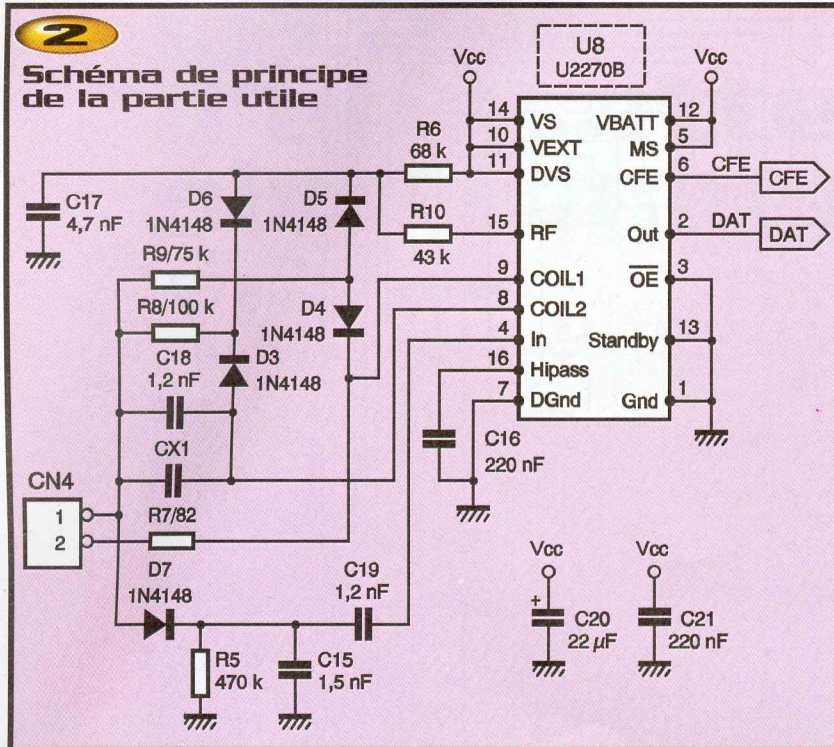 2
Schéma de principe
de la partie utile
Vcc
U8
U2270B
Vcc
14 VS VBATT 12
10 VEXT MS 5
11 DVS CFE 6 CFE CFE
15 RF Out 2 DAT DAT
9 COIL1 OE 3
8 COIL2
4 In Standby 13
16 Hipass
7 DGnd Gnd 1
R6
68 k
R10
43 k
C17
4,7 nF
D6
1N4148
D5
1N4148
R9/75 k
R8/100 k
D4
1N4148
C18
1,2 nF
D3
1N4148
CX1
C16
220 nF
CN4
1
2
R7/82
D7
1N4148
C19
1,2 nF
R5
470 k
C15
1,5 nF
Vcc
+
C20
22 µF
Vcc
C21
220 nF